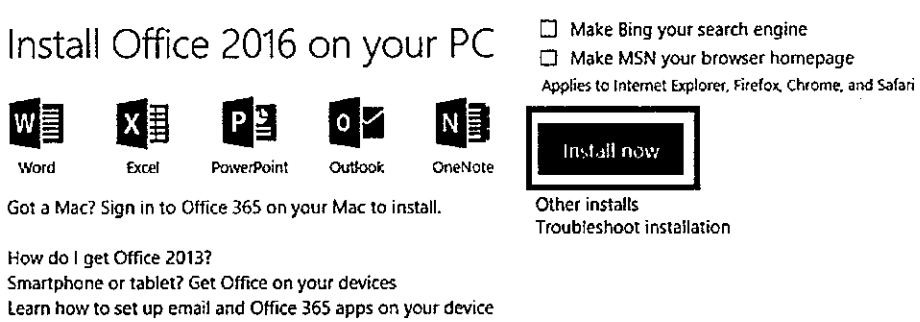 Install Office 2016 on your PC
W
X
P
O
N
Word
Excel
PowerPoint
Outlook
OneNote
Got a Mac? Sign in to Office 365 on your Mac to install.
How do I get Office 2013?
Smartphone or tablet? Get Office on your devices
Learn how to set up email and Office 365 apps on your device
Make Bing your search engine
Make MSN your browser homepage
Applies to Internet Explorer, Firefox, Chrome, and Safari
Install now
Other installs
Troubleshoot installation